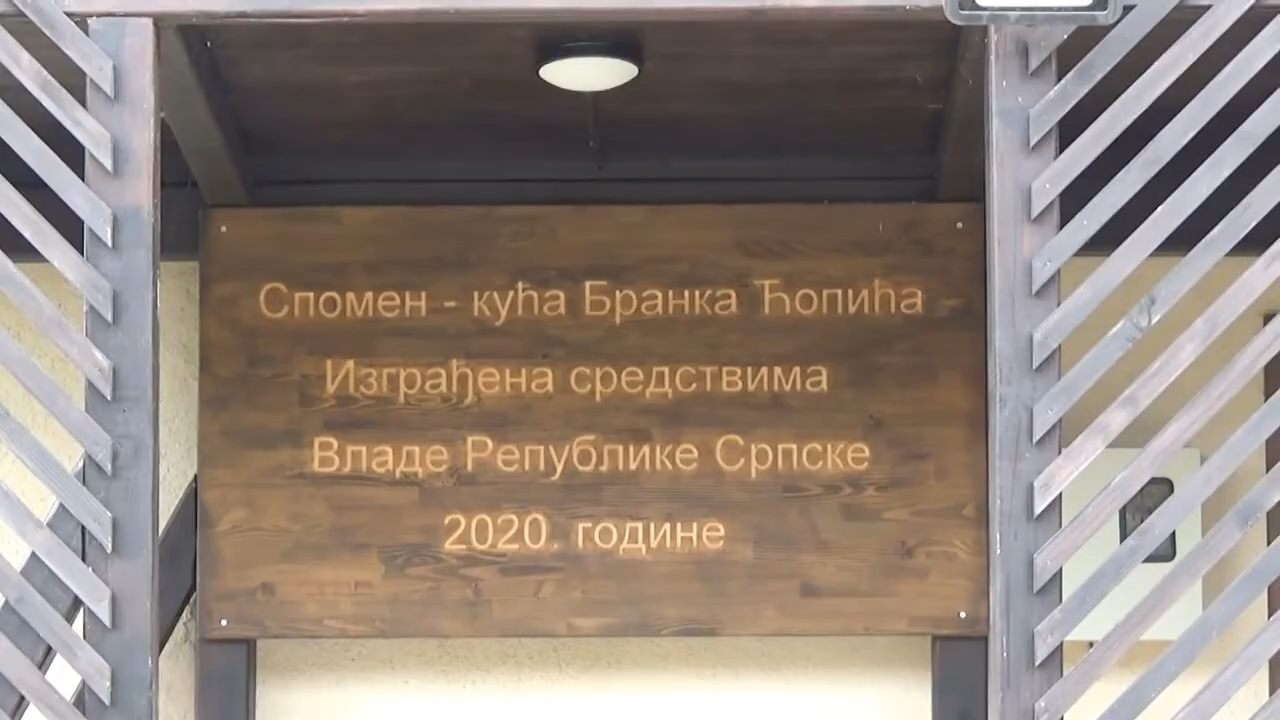 Спомен - кућа Бранка Ћопића
Изграђена средствима
Владе Републике Српске
2020. године